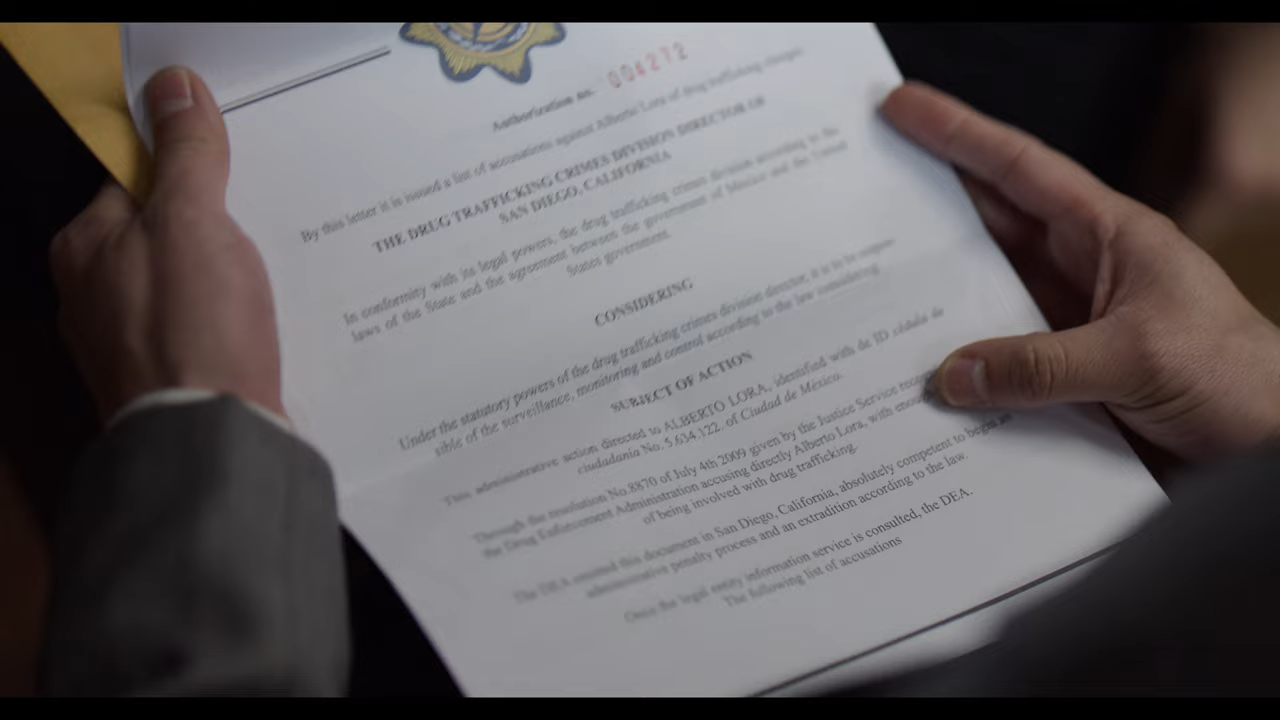 Authorization no. 004272
By this letter it is issued a list of accusations against Alberto Lora of drug trafficking charges
THE DRUG TRAFFICKING CRIMES DIVISION DIRECTOR OF
SAN DIEGO, CALIFORNIA
In conformity with its legal powers, the drug trafficking crimes division according to the
laws of the State and the agreement between the government of Mexico and the United
States government.
CONSIDERING
Under the statutory powers of the drug trafficking crimes division director, it is to be respon-
sible of the surveillance, monitoring and control according to the law considering
SUBJECT OF ACTION
This administrative action directed to ALBERTO LORA, identified with de ID cédula de
ciudadania No. 5.634.122. of Ciudad de México.
Through the resolution No.8870 of July 4th 2009 given by the Justice Service
the Drug Enforcement Administration accusing directly Alberto Lora, with
of being involved with drug trafficking.
The DEA emitted this document in San Diego, California, absolutely competent to begin an
administrative penalty process and an extradition according to the law.
Once the legal entity information service is consulted, the DEA.
The following list of accusations